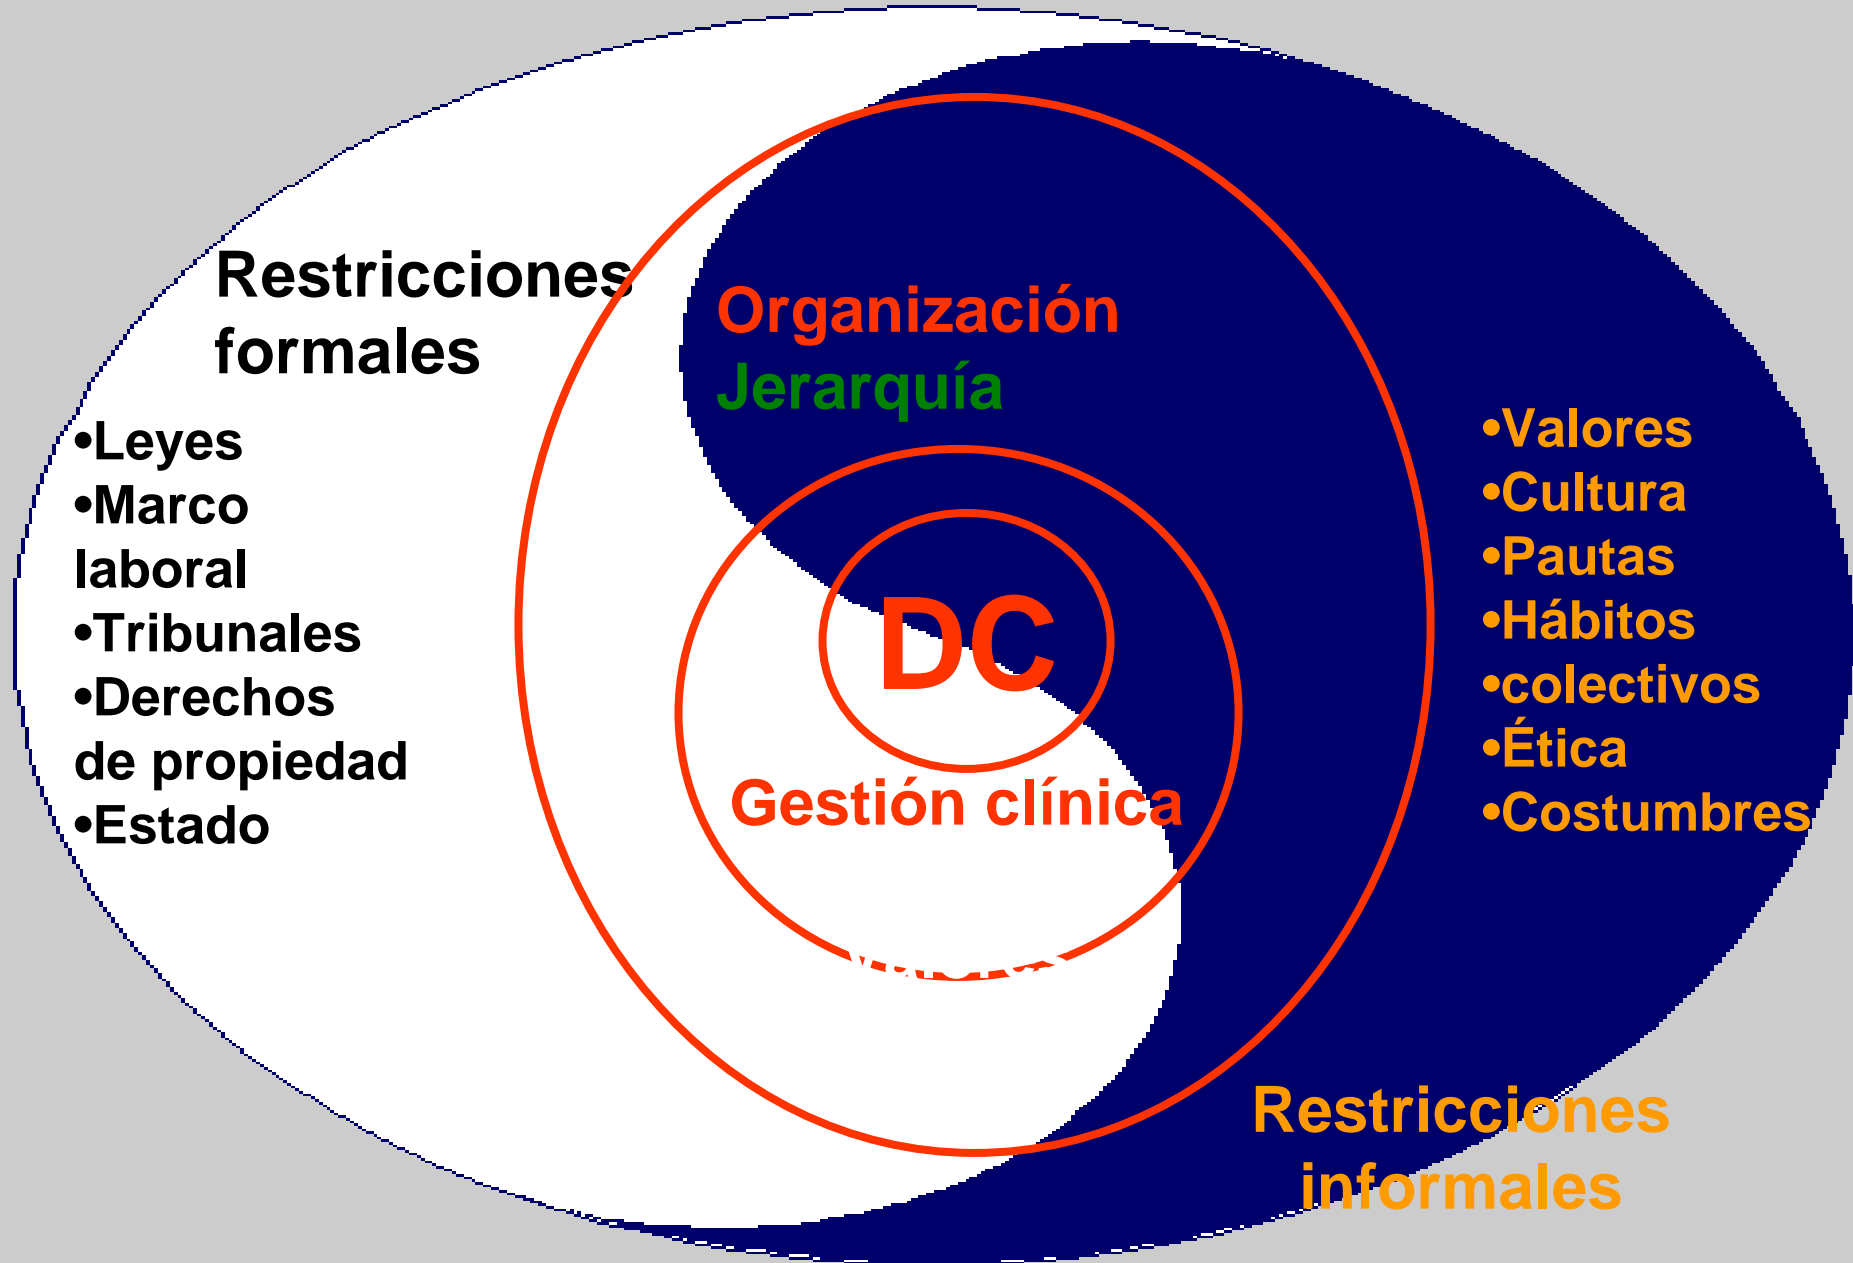 Restricciones
formales
•Leyes
•Marco
laboral
•Tribunales
•Derechos
de propiedad
•Estado
Organización
Jerarquía
DC
Gestión clínica
•Valores
•Cultura
•Pautas
•Hábitos
•colectivos
•Ética
•Costumbres
Restricciones
informales